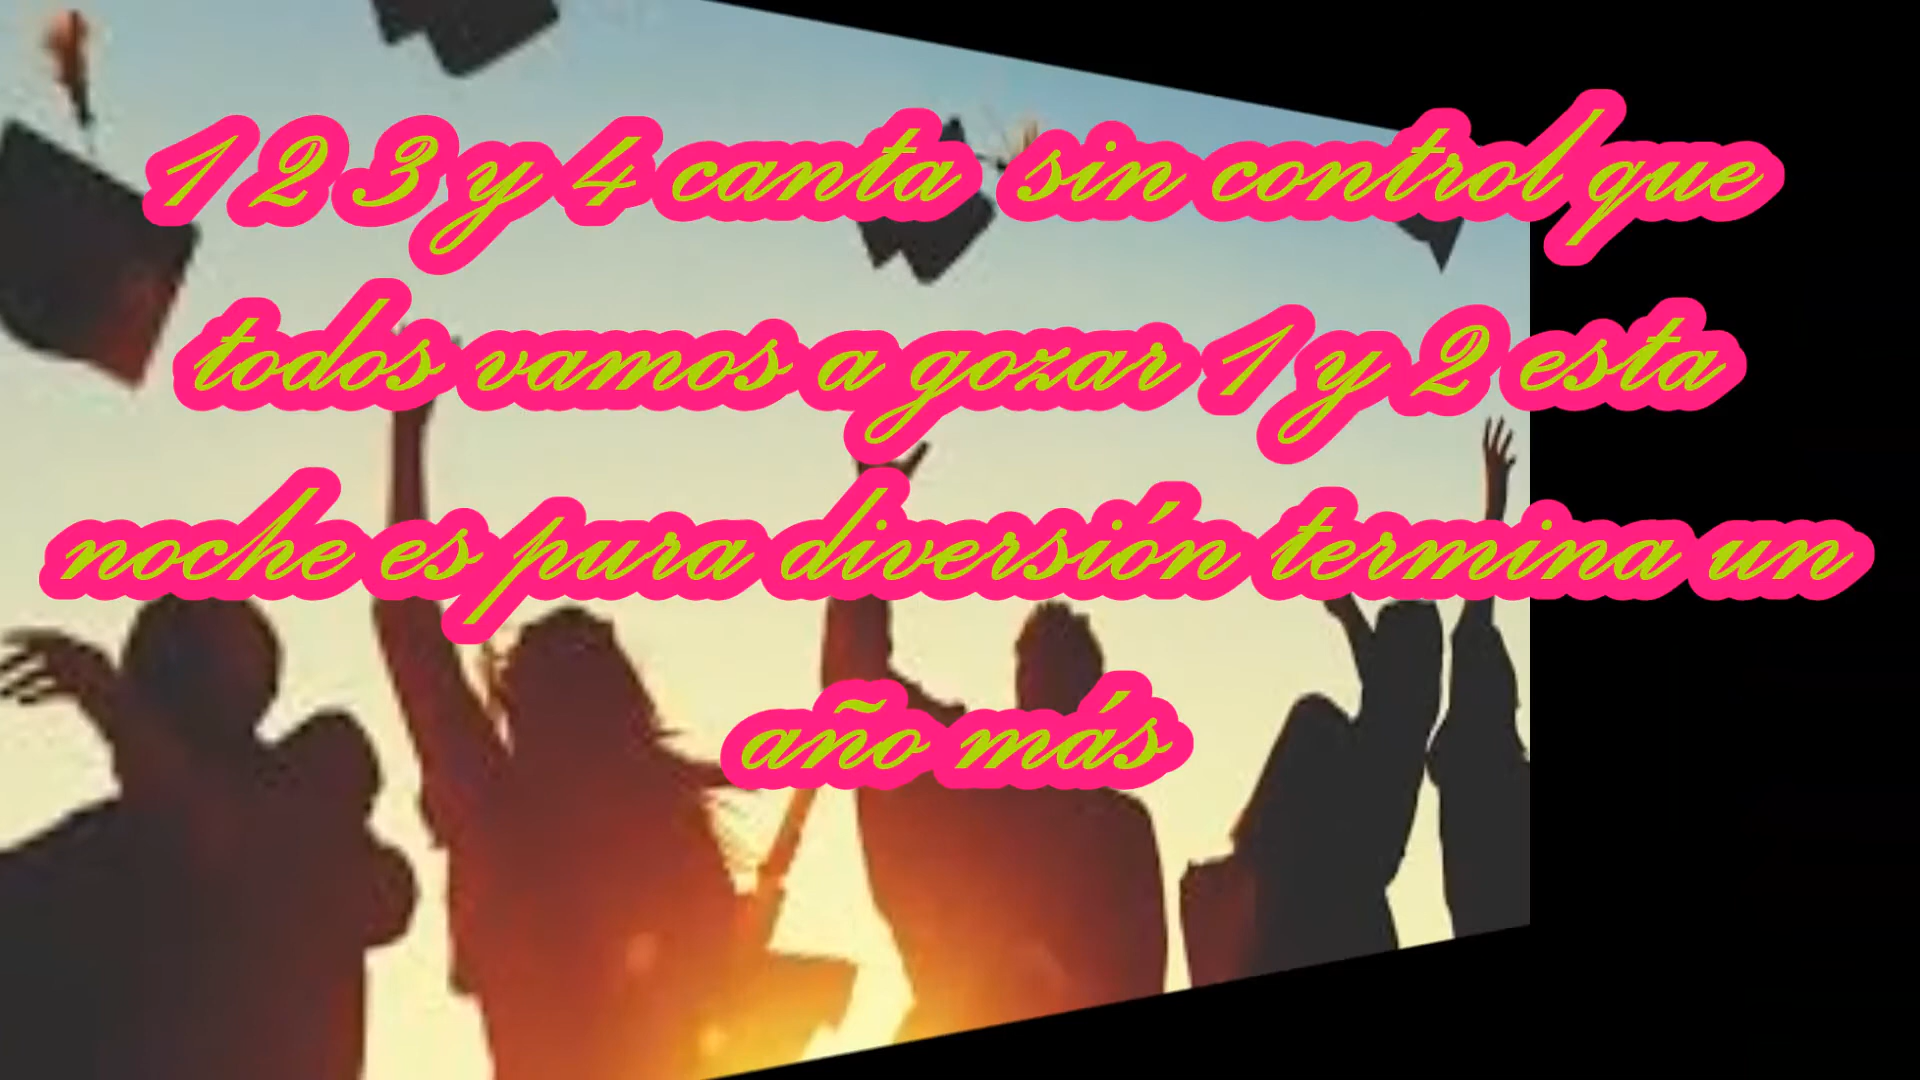 1 2 3 y 4 canta  sin control que
todos vamos a gozar 1 y 2 esta
noche es pura diversión termina un
año más